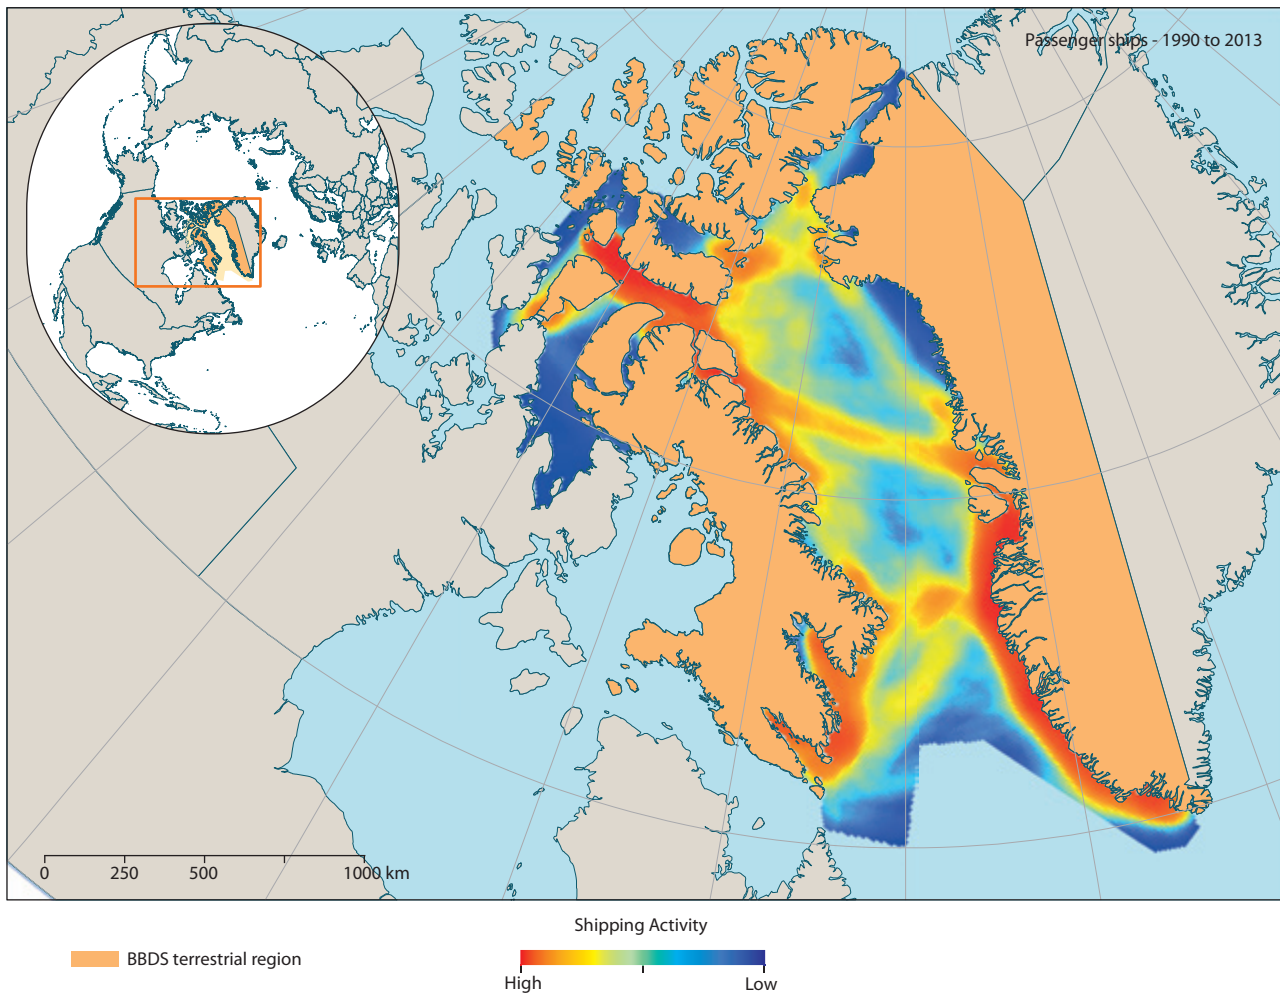 Passenger ships - 1990 to 2013
0 250 500 1000 km
Shipping Activity
BBDS terrestrial region
High Low